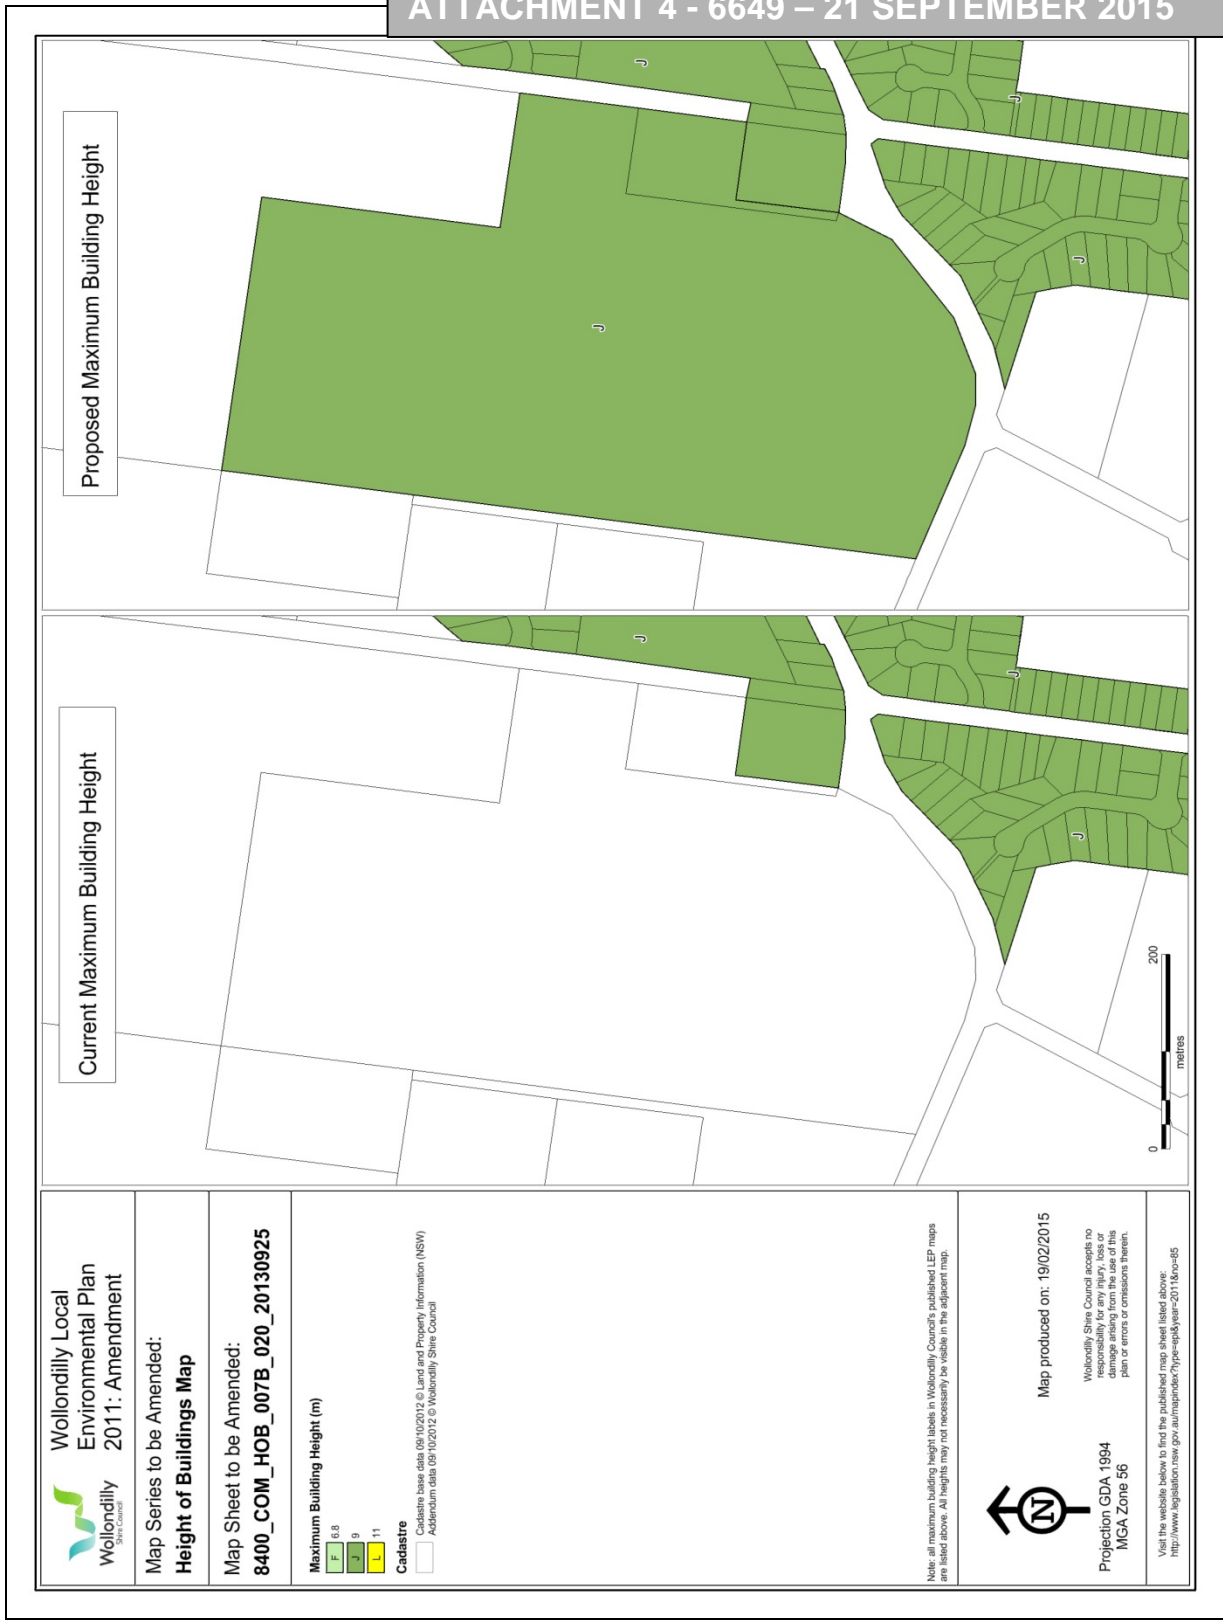 ATTACHMENT 4 - 6649 – 21 SEPTEMBER 2015
Wollondilly
Shire Council
Wollondilly Local
Environmental Plan
2011: Amendment
Map Series to be Amended:
Height of Buildings Map
Map Sheet to be Amended:
8400_COM_HOB_007B_020_20130925
Maximum Building Height (m)
F 6.8
J 9
L 11
Cadastre
Cadastre base data 09/10/2012 © Land and Property Information (NSW)
Addendum data 09/10/2012 © Wollondilly Shire Council
Note: all maximum building height labels in Wollondilly Council's published LEP maps
are listed above. All heights may not necessarily be visible in the adjacent map.
N
Projection GDA 1994
MGA Zone 56
Map produced on: 19/02/2015
Wollondilly Shire Council accepts no
responsibility for any injury, loss or
damage arising from the use of this
plan or errors or omissions therein.
Visit the website below to find the published map sheet listed above:
http://www.legislation.nsw.gov.au/mapindex?type=epi&year=2011&no=85
Current Maximum Building Height
J
J
J
0
200
metres
Proposed Maximum Building Height
J
J
J
J